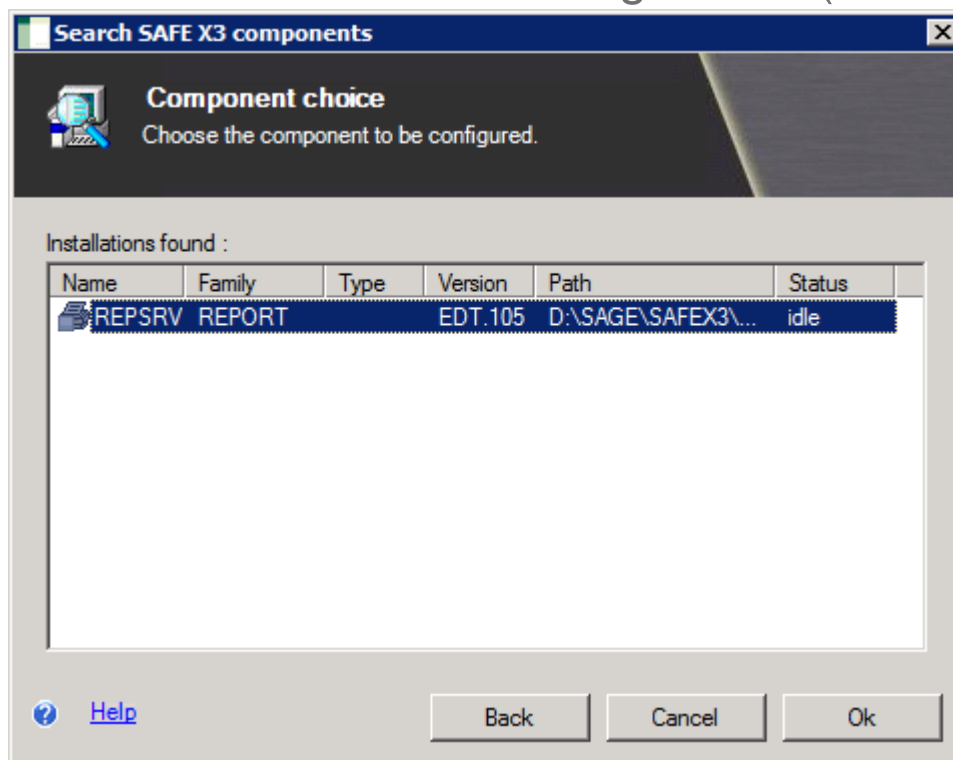 Search SAFE X3 components
Component choice
Choose the component to be configured.
Installations found :
Name Family Type Version Path Status
REPSRV REPORT EDT.105 D:\SAGE\SAFEX3\... idle
Help Back Cancel Ok